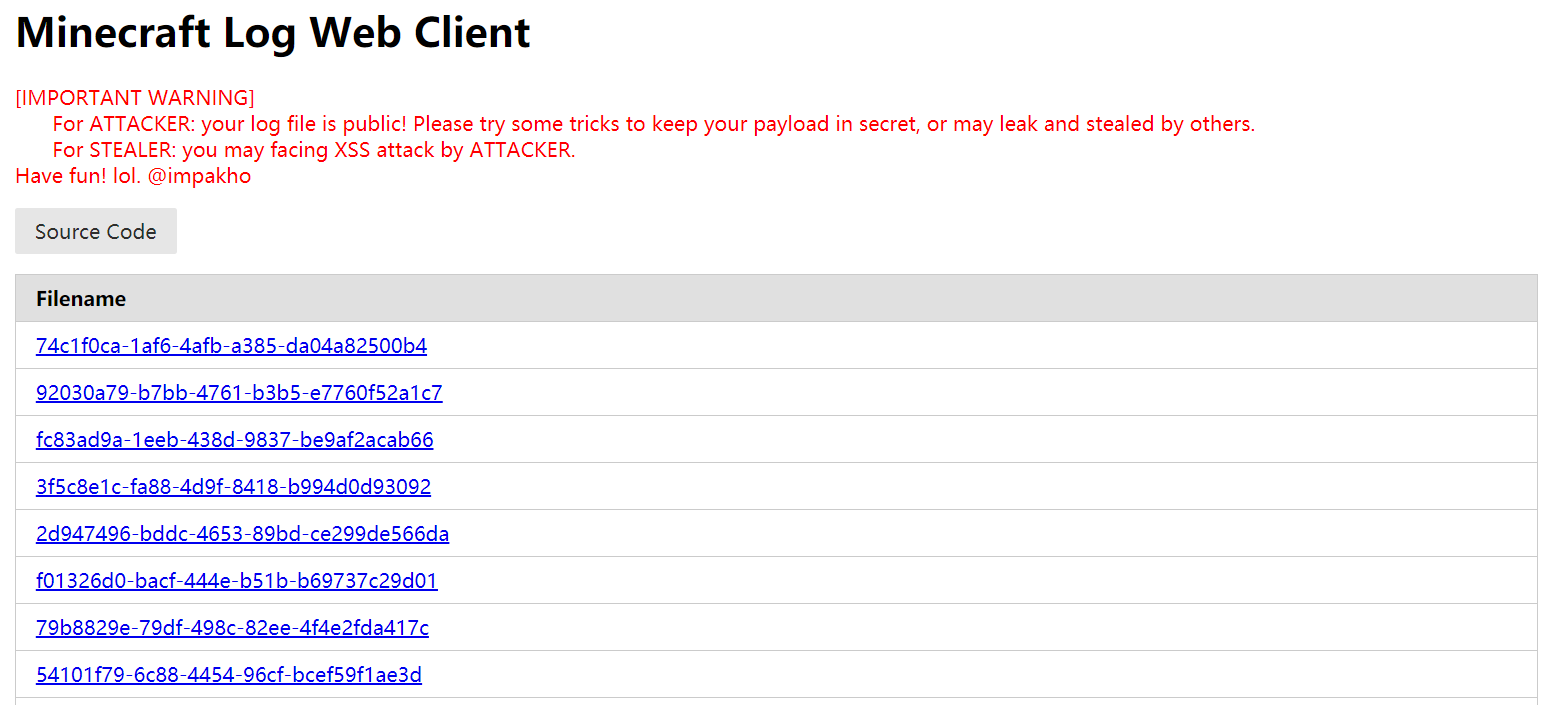 Minecraft Log Web Client
[IMPORTANT WARNING]
For ATTACKER: your log file is public! Please try some tricks to keep your payload in secret, or may leak and stealed by others.
For STEALER: you may facing XSS attack by ATTACKER.
Have fun! lol. @impakho
Source Code
Filename
74c1f0ca-1af6-4afb-a385-da04a82500b4
92030a79-b7bb-4761-b3b5-e7760f52a1c7
fc83ad9a-1eeb-438d-9837-be9af2acab66
3f5c8e1c-fa88-4d9f-8418-b994d0d93092
2d947496-bddc-4653-89bd-ce299de566da
f01326d0-bacf-444e-b51b-b69737c29d01
79b8829e-79df-498c-82ee-4f4e2fda417c
54101f79-6c88-4454-96cf-bcef59f1ae3d